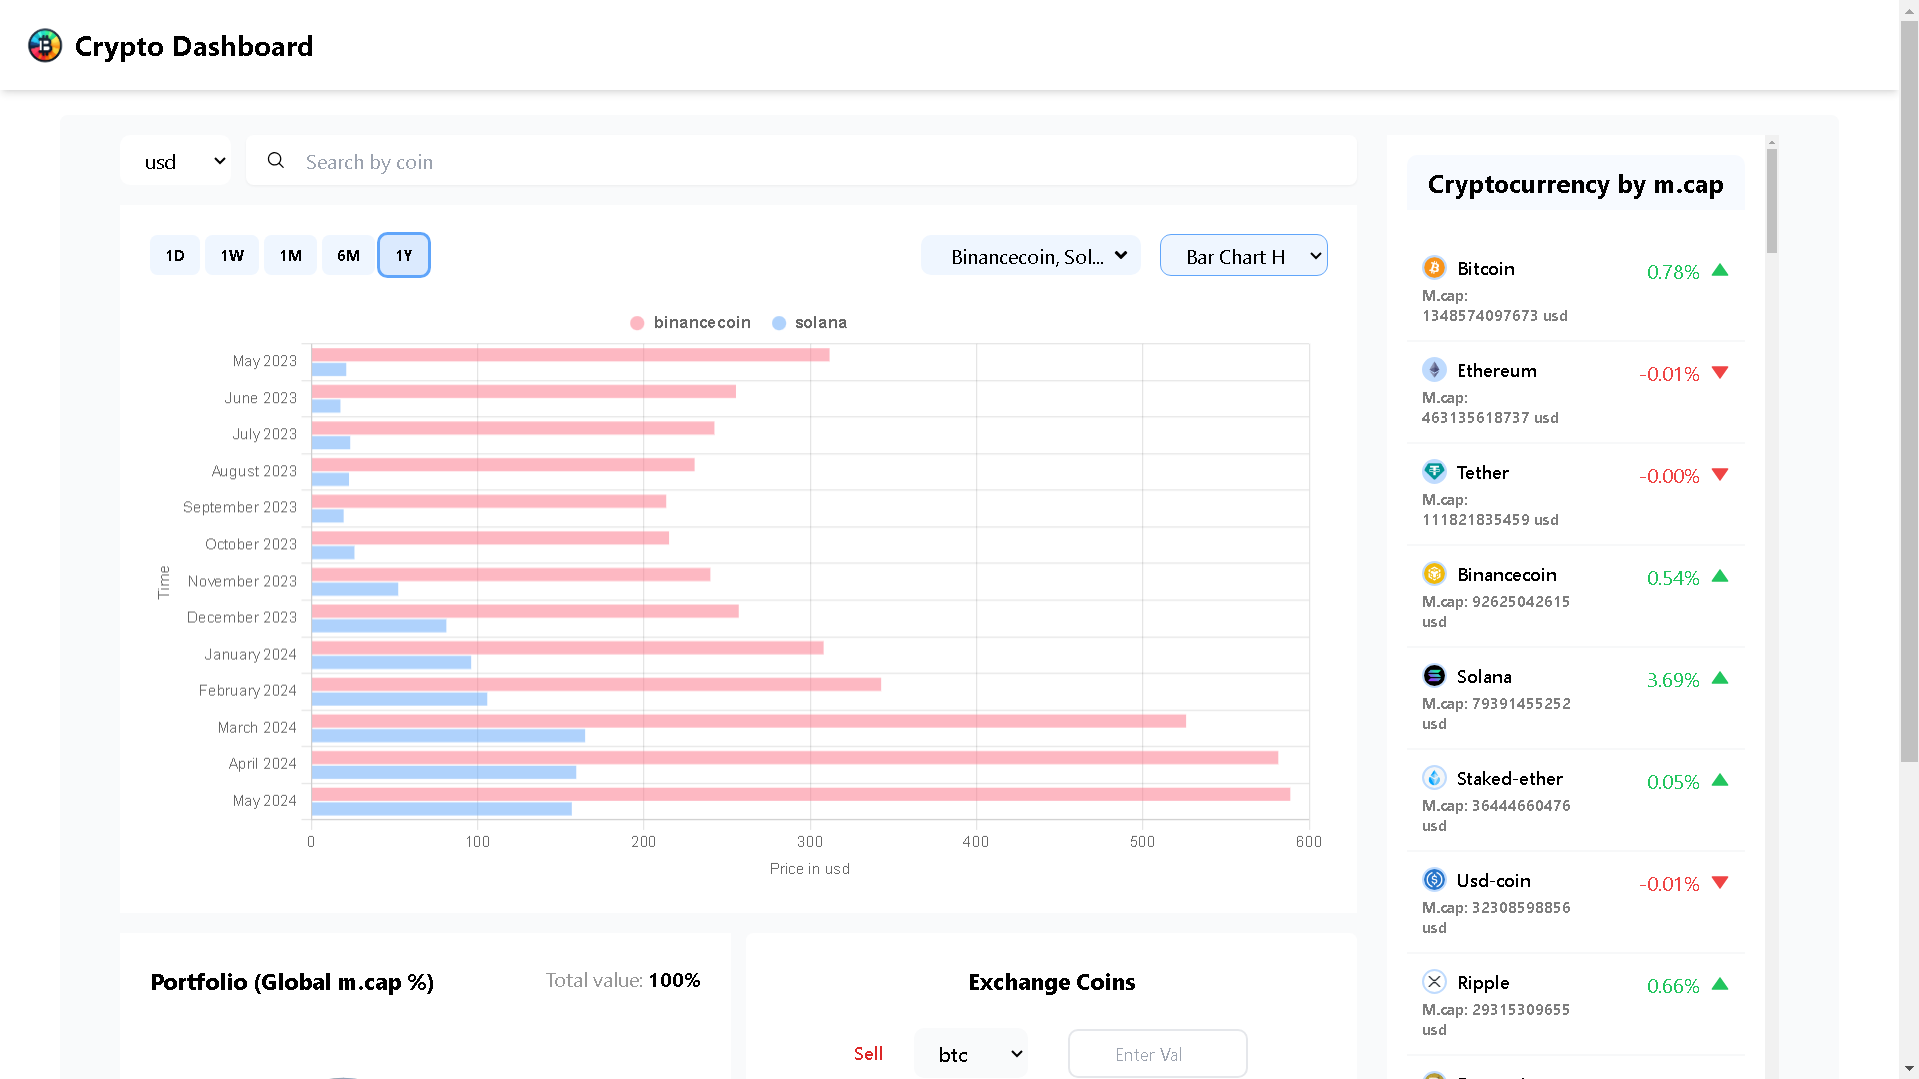 Crypto Dashboard
usd
Search by coin
1D
1W
1M
6M
1Y
Binancecoin, Sol...
Bar Chart H
binancecoin
solana
May 2023
June 2023
July 2023
August 2023
September 2023
October 2023
November 2023
December 2023
January 2024
February 2024
March 2024
April 2024
May 2024
Time
0
100
200
300
400
500
600
Price in usd
Portfolio (Global m.cap %)
Total value: 100%
Exchange Coins
Sell
btc
Enter Val
Cryptocurrency by m.cap
Bitcoin
0.78%
M.cap:
1348574097673 usd
Ethereum
-0.01%
M.cap:
463135618737 usd
Tether
-0.00%
M.cap:
111821835459 usd
Binancecoin
0.54%
M.cap: 92625042615
usd
Solana
3.69%
M.cap: 79391455252
usd
Staked-ether
0.05%
M.cap: 36444660476
usd
Usd-coin
-0.01%
M.cap: 32308598856
usd
Ripple
0.66%
M.cap: 29315309655
usd